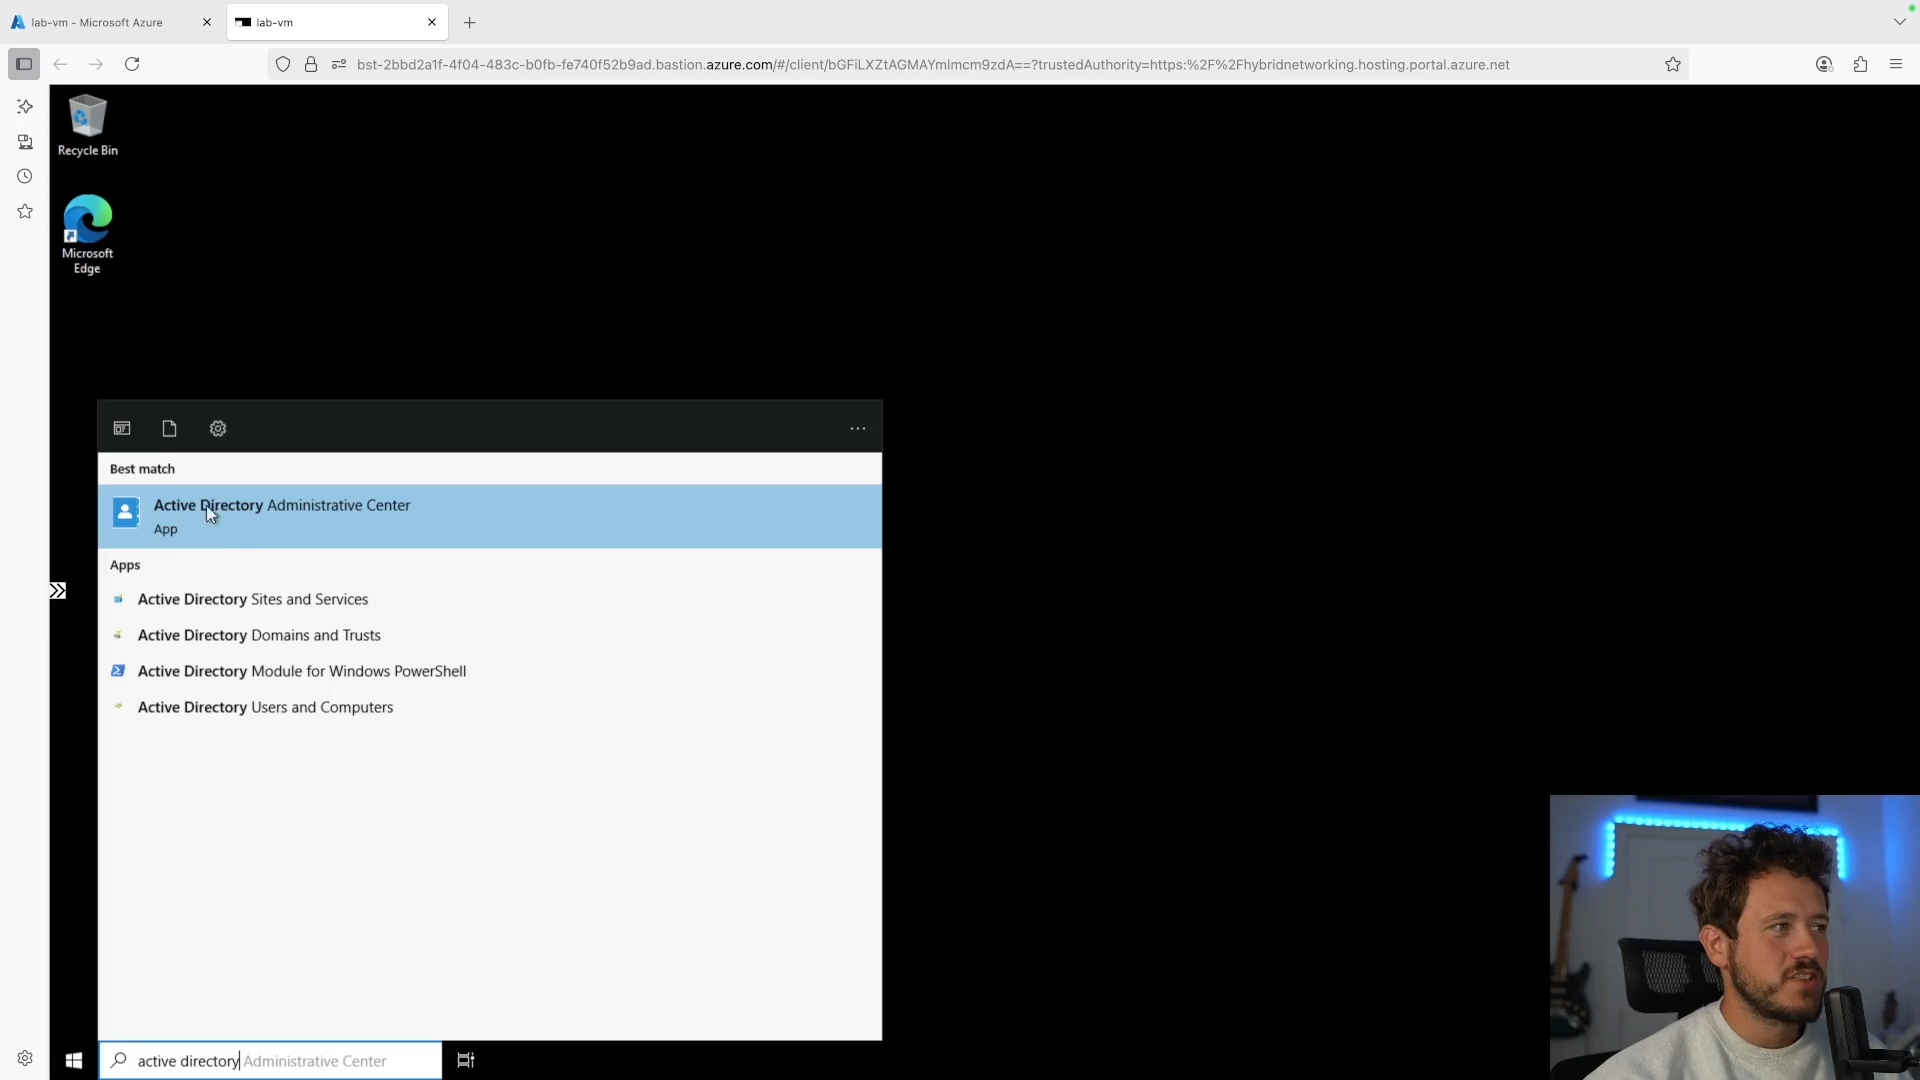 lab-vm - Microsoft Azure
lab-vm
bst-2bbd2a1f-4f04-483c-b0fb-fe740f52b9ad.bastion.azure.com/#/client/bGFiLXZtAGMAYmlmcm9zdA==?trustedAuthority=https:%2F%2Fhybridnetworking.hosting.portal.azure.net
Recycle Bin
Microsoft
Edge
Best match
Active Directory Administrative Center
App
Apps
Active Directory Sites and Services
Active Directory Domains and Trusts
Active Directory Module for Windows PowerShell
Active Directory Users and Computers
active directory Administrative Center